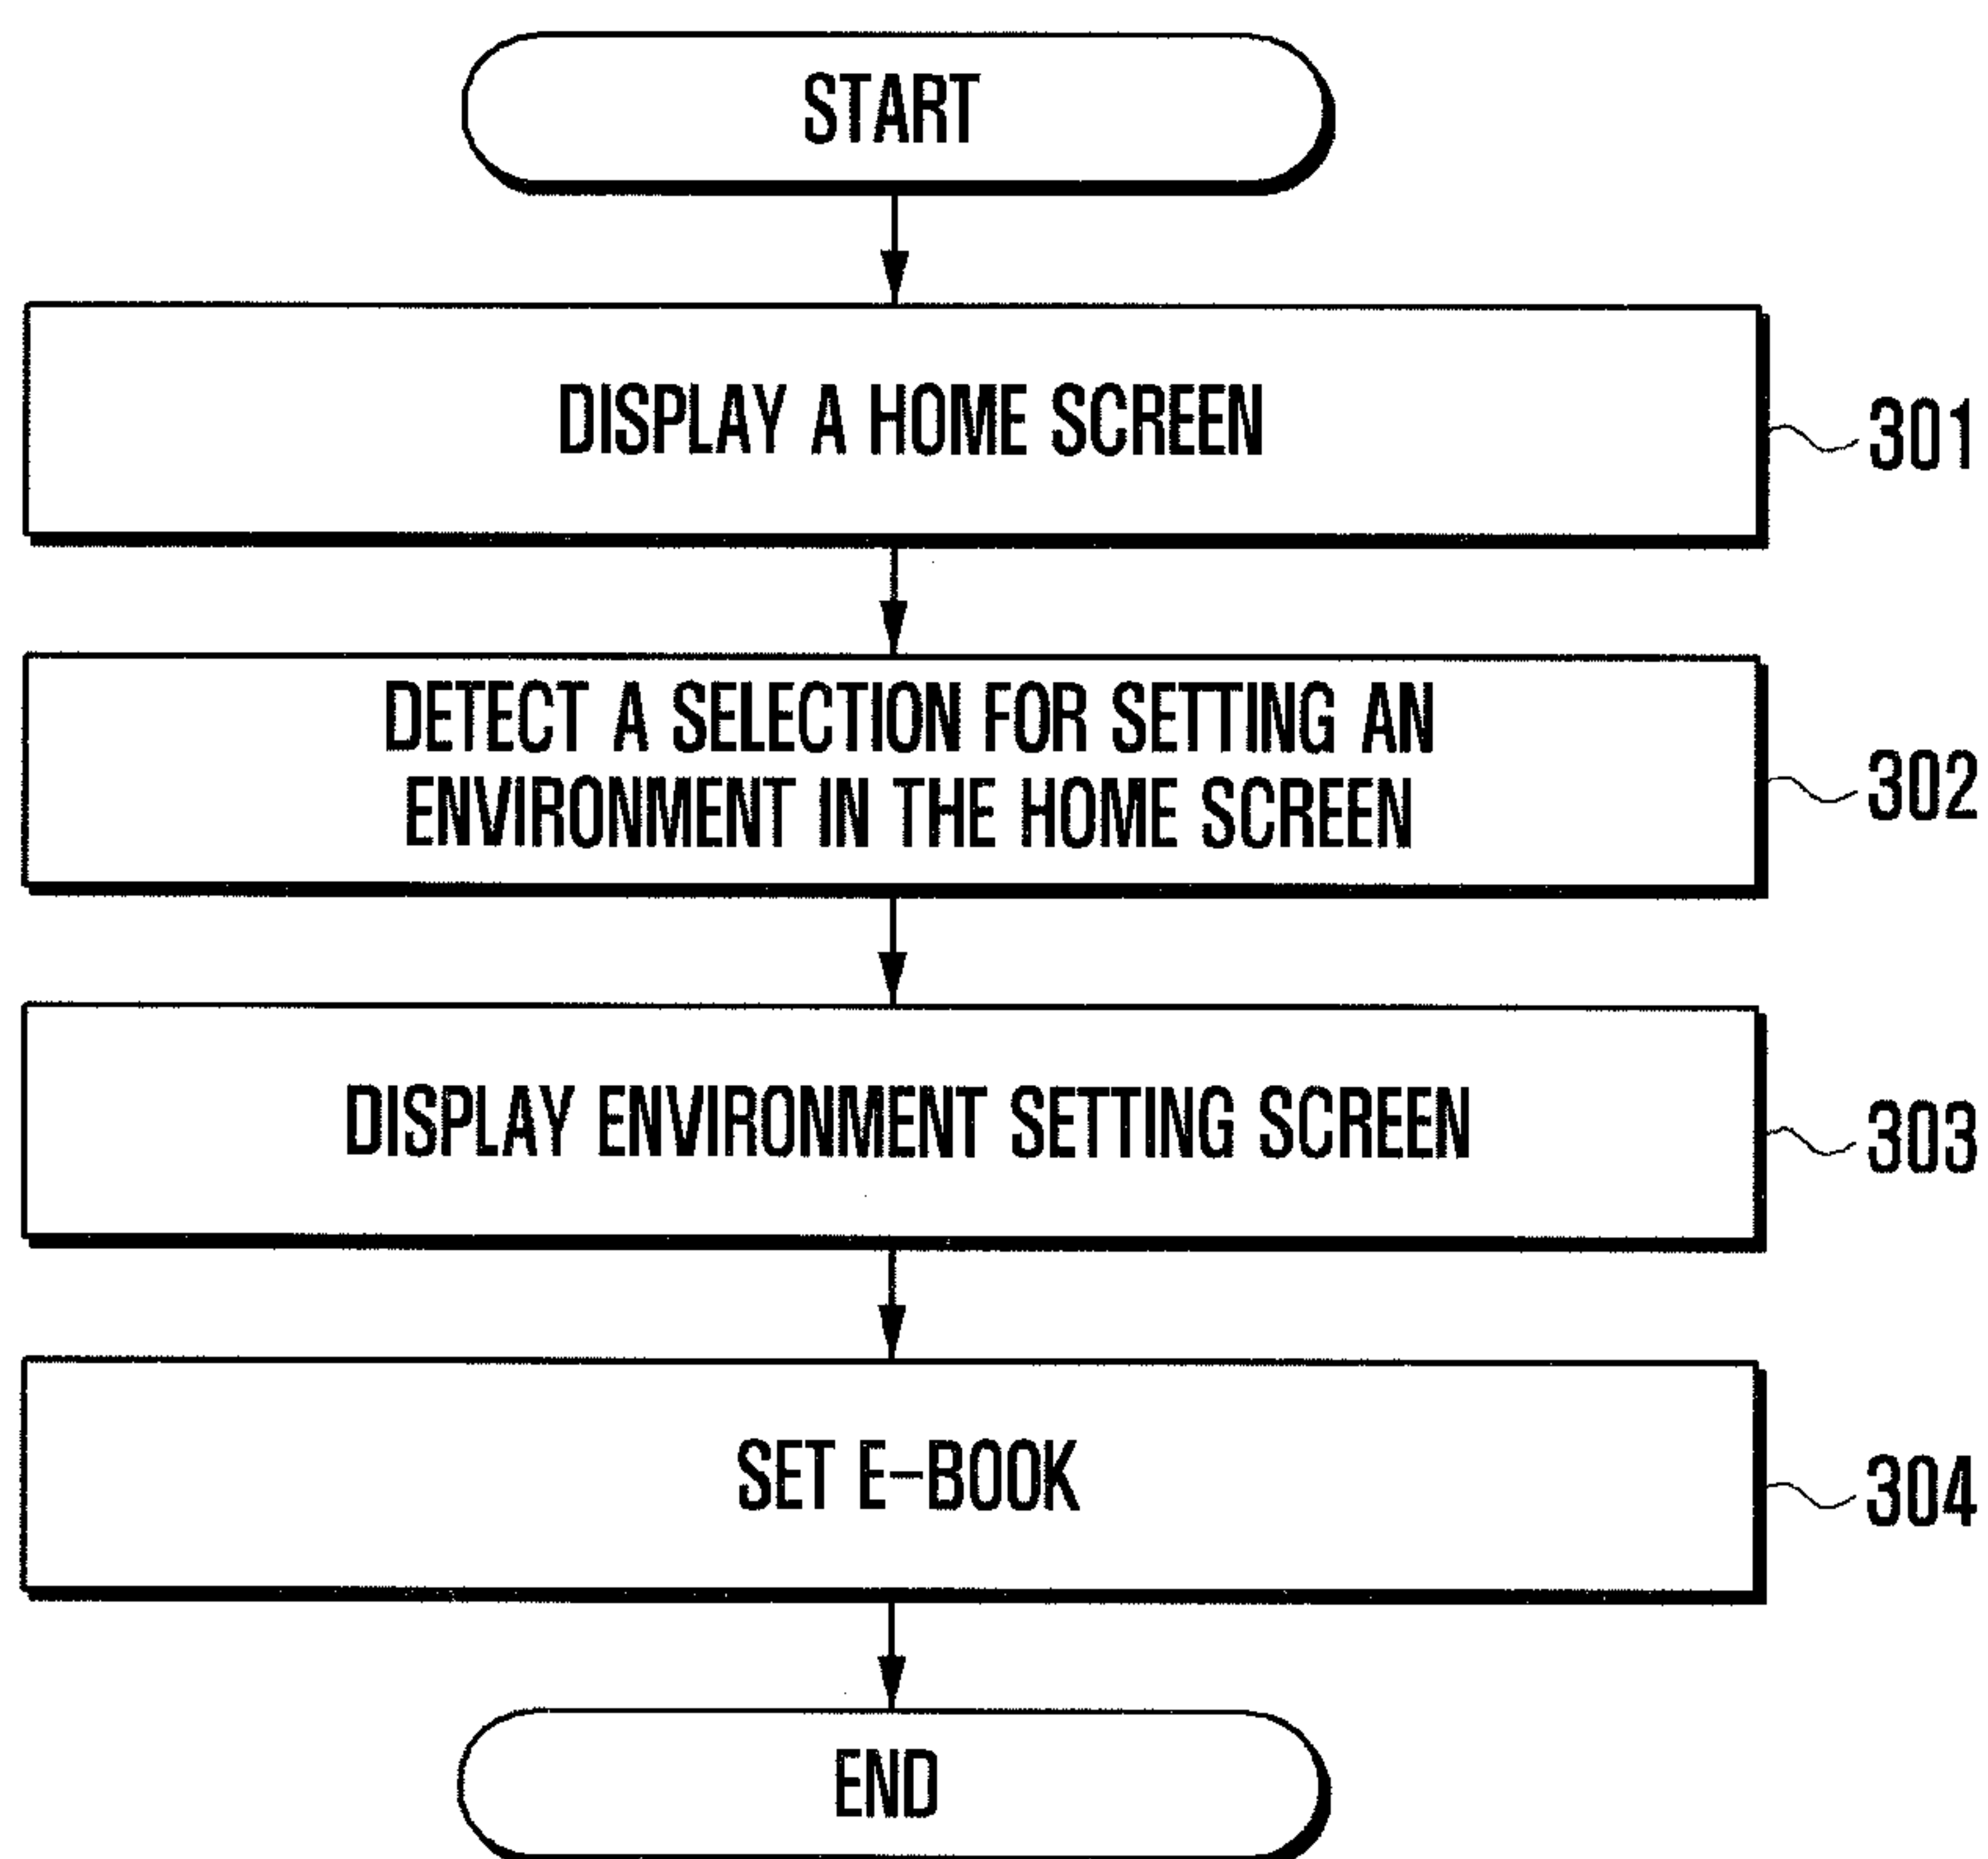 START
DISPLAY A HOME SCREEN
301
DETECT A SELECTION FOR SETTING AN
ENVIRONMENT IN THE HOME SCREEN
302
DISPLAY ENVIRONMENT SETTING SCREEN
303
SET E-BOOK
304
END